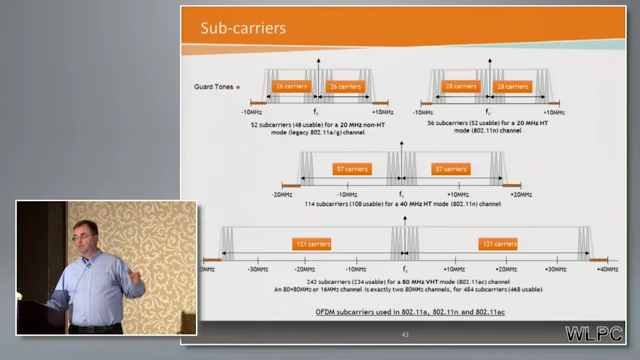 Sub-carriers
Guard Tones
26 carriers
26 carriers
28 carriers
28 carriers
-10MHz
fc
+10MHz
-10MHz
fc
+10MHz
52 subcarriers (48 usable) for a 20 MHz non-HT
mode (legacy 802.11a/g) channel
56 subcarriers (52 usable) for a 20 MHz HT
mode (802.11n) channel
57 carriers
57 carriers
-20MHz
-10MHz
fc
+10MHz
+20MHz
114 subcarriers (108 usable) for a 40 MHz HT mode (802.11n) channel
121 carriers
121 carriers
-30MHz
-20MHz
-10MHz
fc
+10MHz
+20MHz
+30MHz
+40MHz
242 subcarriers (234 usable) for a 80 MHz VHT mode (802.11ac) channel
An 80+80MHz or 16MHz channel is exactly two 80MHz channels, for 484 subcarriers (468 usable)
OFDM subcarriers used in 802.11a, 802.11n and 802.11ac
43
WLPC